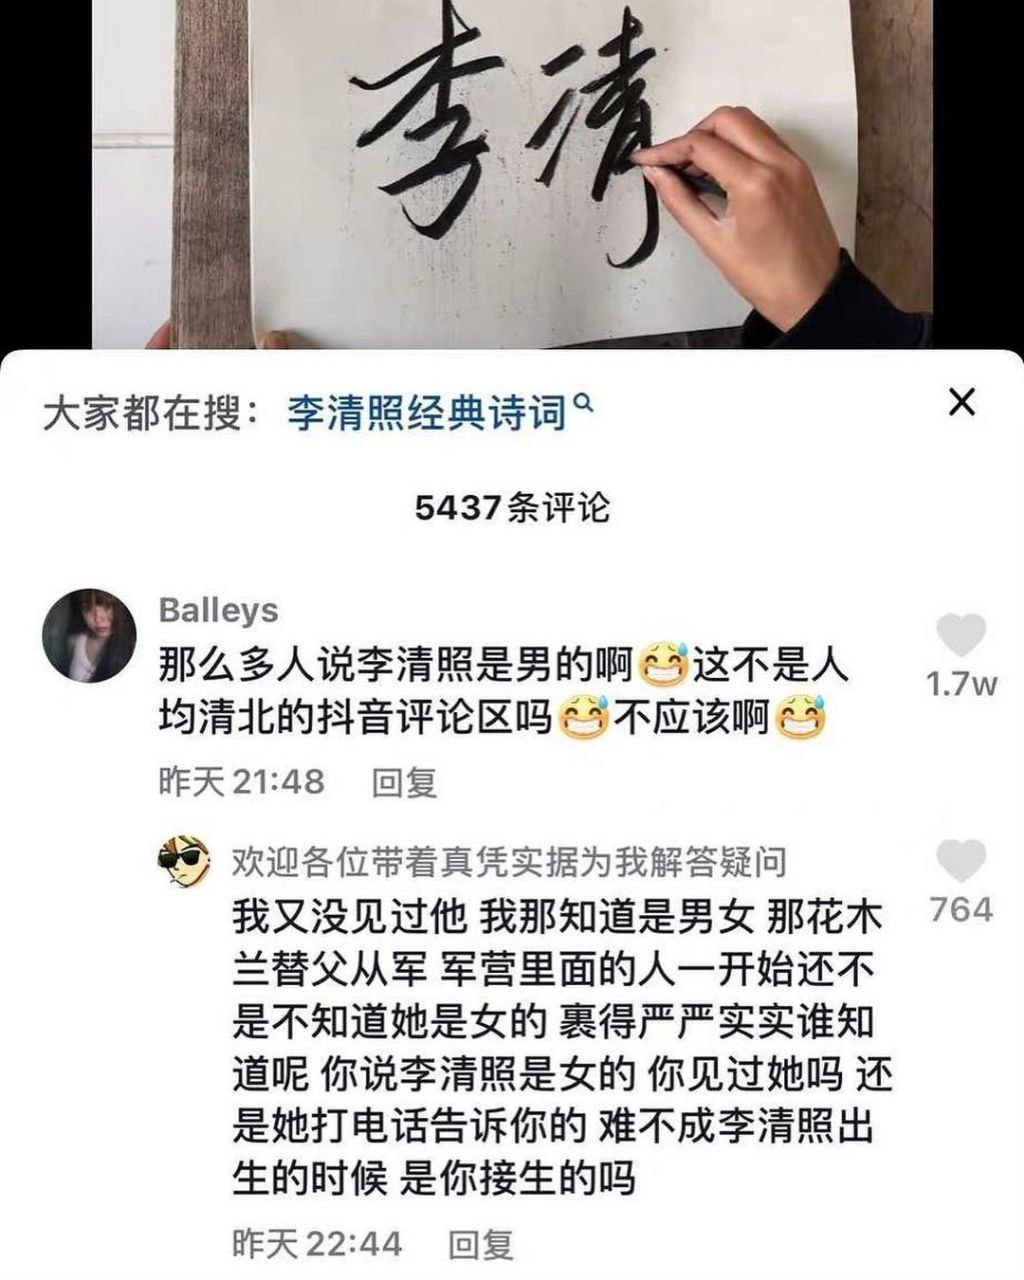 李清
大家都在搜：李清照经典诗词
5437条评论
Balleys
那么多人说李清照是男的啊😅这不是人
均清北的抖音评论区吗😅不应该啊😅
1.7w
昨天21:48 回复
欢迎各位带着真凭实据为我解答疑问
我又没见过他 我那知道是男女 那花木
兰替父从军 军营里面的人一开始还不
是不知道她是女的 裹得严严实实谁知
道呢 你说李清照是女的 你见过她吗 还
是她打电话告诉你的 难不成李清照出
生的时候 是你接生的吗
764
昨天22:44 回复